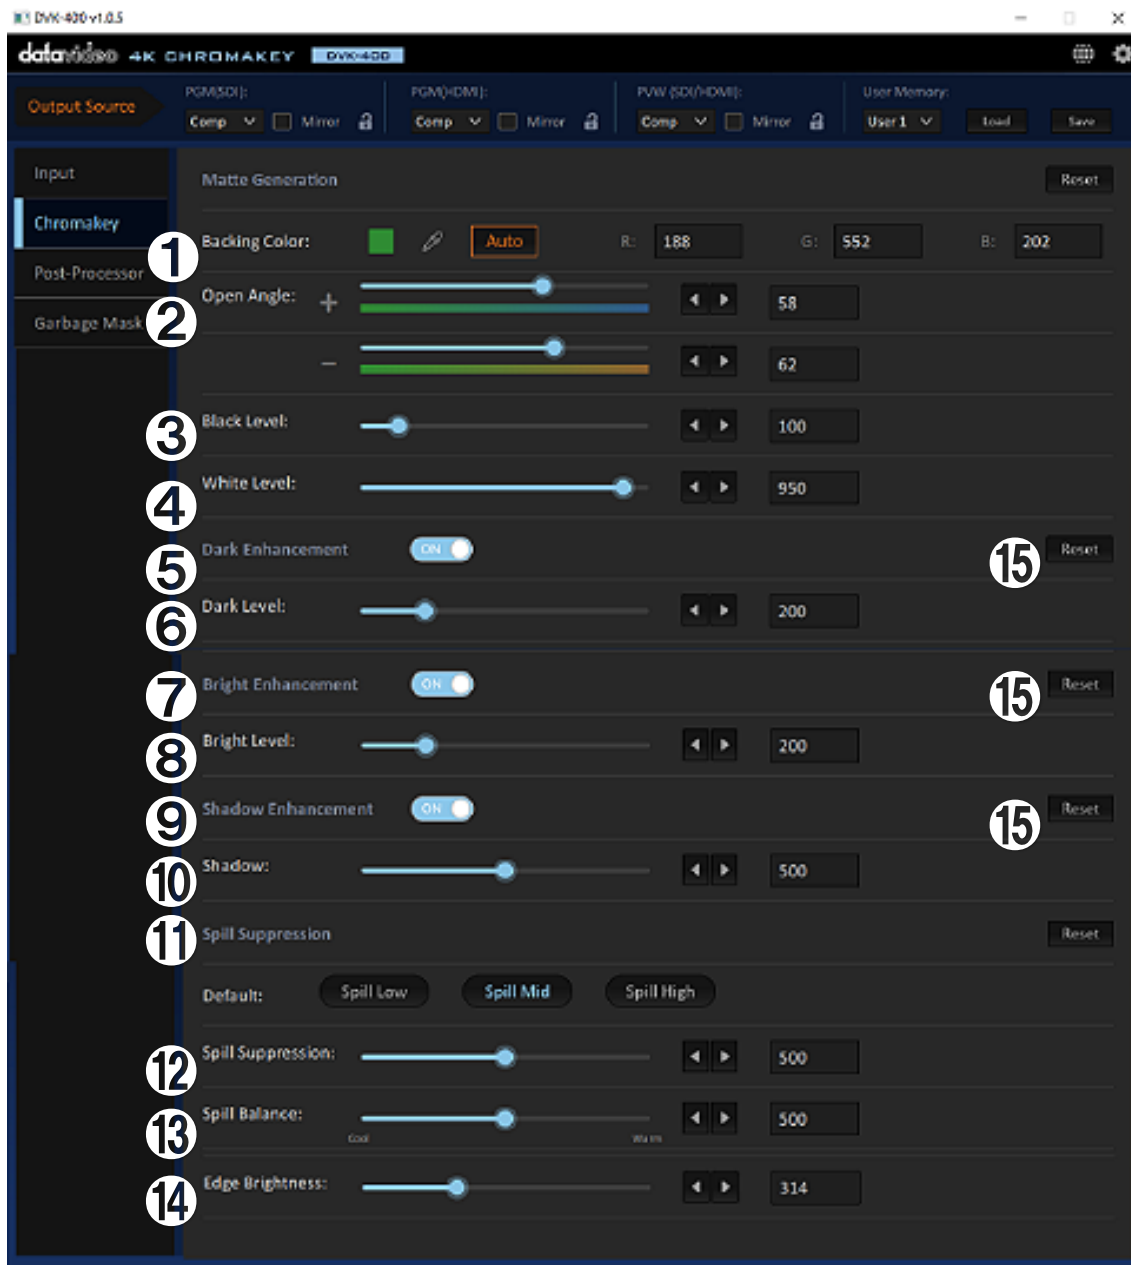 DVK-400 v1.0.5
datavideo 4K CHROMAKEY DVK-400
Output Source
PGM(SDI): PGM(HDMI): PVW (SDI/HDMI): User Memory:
Comp Mirror Comp Mirror Comp Mirror User 1 Load Save
Input
Chromakey
Post-Processor
Garbage Mask
Matte Generation Reset
1 Backing Color: Auto R: 188 G: 552 B: 202
2 Open Angle: + 58
− 62
3 Black Level: 100
4 White Level: 950
5 Dark Enhancement ON 15 Reset
6 Dark Level: 200
7 Bright Enhancement ON 15 Reset
8 Bright Level: 200
9 Shadow Enhancement ON 15 Reset
10 Shadow: 500
11 Spill Suppression Reset
Default: Spill Low Spill Mid Spill High
12 Spill Suppression: 500
13 Spill Balance: 500
Cool Warm
14 Edge Brightness: 314